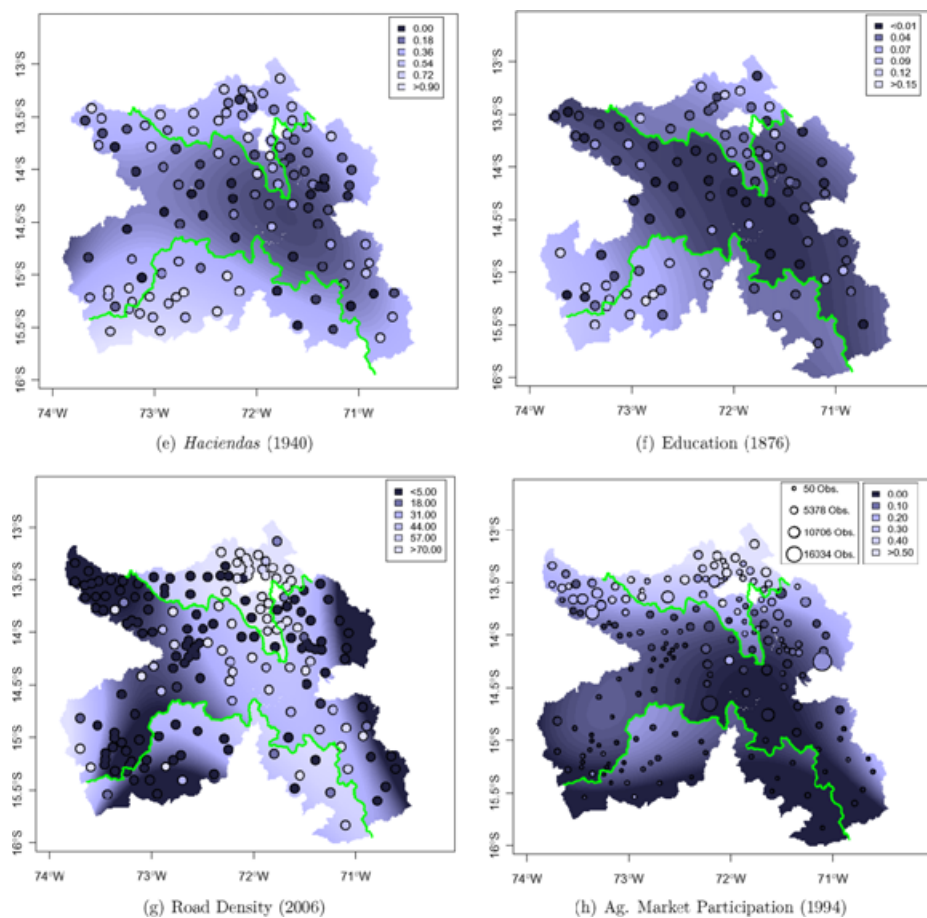 0.00
0.18
0.36
0.54
0.72
>0.90
13°S
13.5°S
14°S
14.5°S
15°S
15.5°S
16°S
74°W
73°W
72°W
71°W
(e) Haciendas (1940)
<0.01
0.04
0.07
0.09
0.12
>0.15
13°S
13.5°S
14°S
14.5°S
15°S
15.5°S
16°S
74°W
73°W
72°W
71°W
(f) Education (1876)
<5.00
18.00
31.00
44.00
57.00
>70.00
13°S
13.5°S
14°S
14.5°S
15°S
15.5°S
16°S
74°W
73°W
72°W
71°W
(g) Road Density (2006)
50 Obs.
5378 Obs.
10706 Obs.
16334 Obs.
0.00
0.10
0.20
0.30
0.40
>0.50
13°S
13.5°S
14°S
14.5°S
15°S
15.5°S
16°S
74°W
73°W
72°W
71°W
(h) Ag. Market Participation (1994)